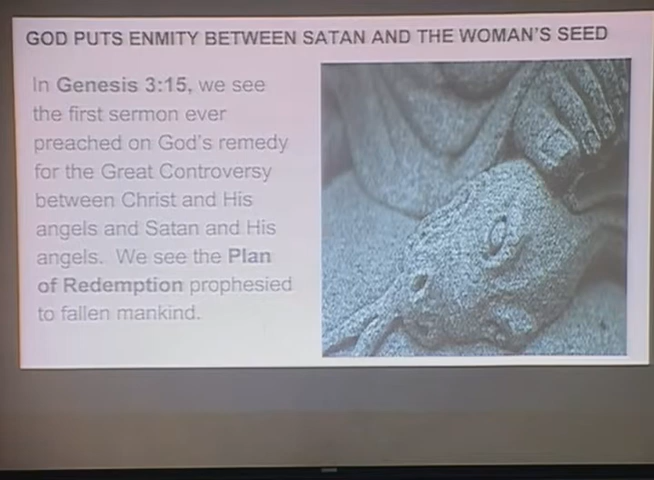 GOD PUTS ENMITY BETWEEN SATAN AND THE WOMAN'S SEED
In Genesis 3:15, we see
the first sermon ever
preached on God's remedy
for the Great Controversy
between Christ and His
angels and Satan and His
angels. We see the Plan
of Redemption prophesied
to fallen mankind.